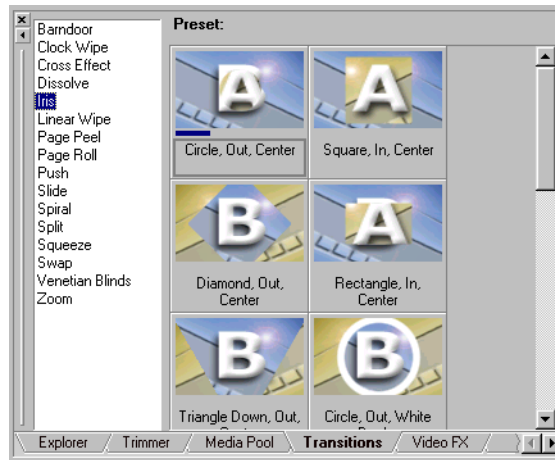 Preset:
Barndoor
Clock Wipe
Cross Effect
Dissolve
Iris
Linear Wipe
Page Peel
Page Roll
Push
Slide
Spiral
Split
Squeeze
Swap
Venetian Blinds
Zoom
A
Circle, Out, Center
A
Square, In, Center
B
Diamond, Out,
Center
A
Rectangle, In,
Center
B
Triangle Down, Out,
B
Circle, Out, White
Explorer
Trimmer
Media Pool
Transitions
Video FX